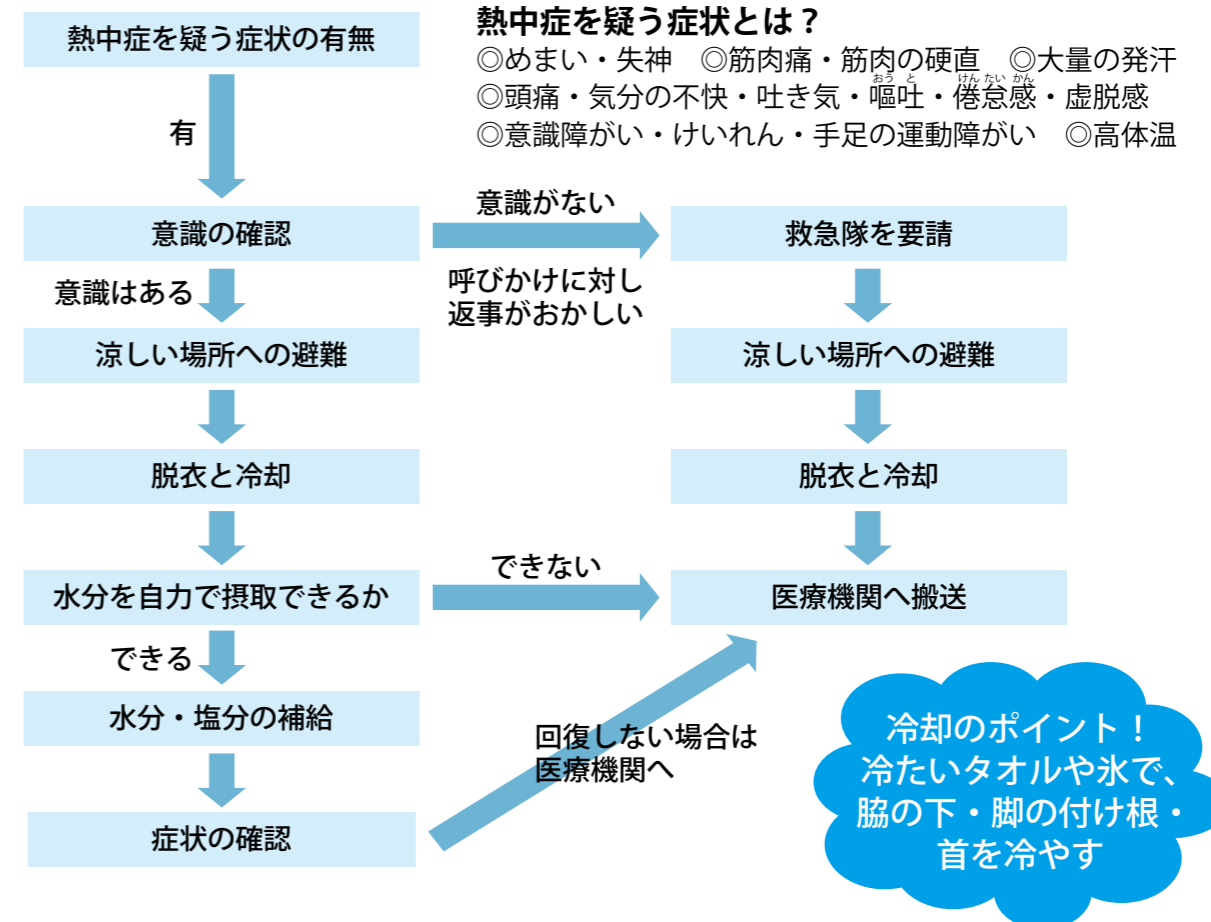 熱中症を疑う症状の有無
熱中症を疑う症状とは？
◎めまい・失神　◎筋肉痛・筋肉の硬直　◎大量の発汗
おう と　けん たい かん
◎頭痛・気分の不快・吐き気・嘔吐・倦怠感・虚脱感
◎意識障がい・けいれん・手足の運動障がい　◎高体温
有
意識の確認
意識がない
呼びかけに対し
返事がおかしい
救急隊を要請
意識はある
涼しい場所への避難
涼しい場所への避難
脱衣と冷却
脱衣と冷却
水分を自力で摂取できるか
できない
医療機関へ搬送
できる
水分・塩分の補給
回復しない場合は
医療機関へ
症状の確認
冷却のポイント！
冷たいタオルや氷で、
脇の下・脚の付け根・
首を冷やす